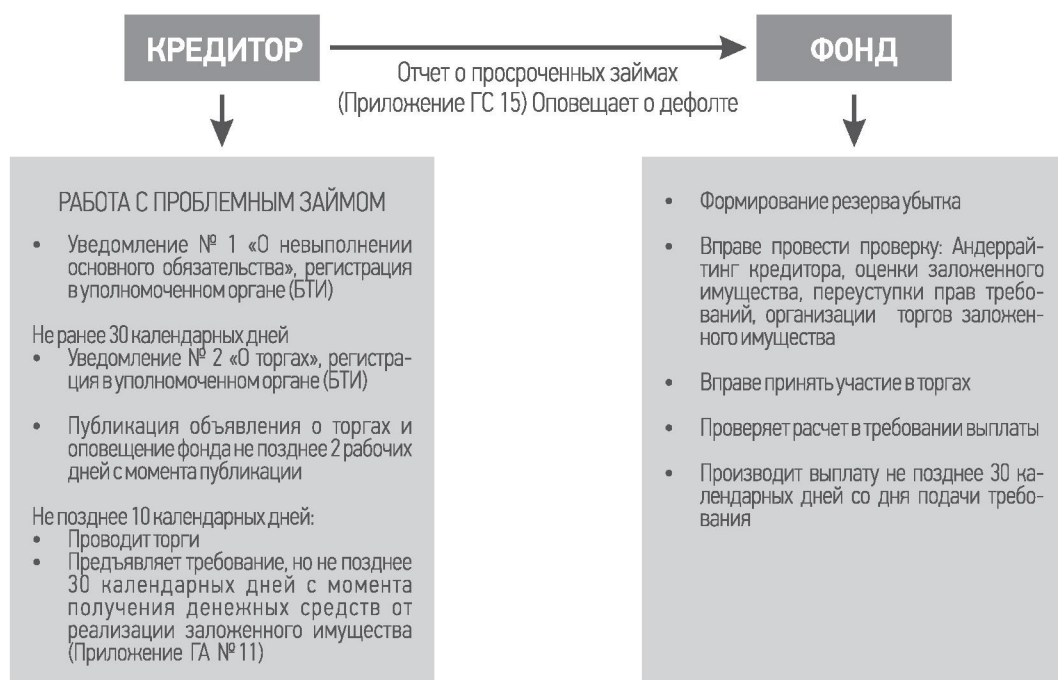 КРЕДИТОР
Отчет о просроченных займах
(Приложение ГС 15) Оповещает о дефолте
ФОНД
РАБОТА С ПРОБЛЕМНЫМ ЗАЙМОМ
• Уведомление № 1 «О невыполнении
основного обязательства», регистрация
в уполномоченном органе (БТИ)
Не ранее 30 календарных дней
• Уведомление № 2 «О торгах», регистра-
ция в уполномоченном органе (БТИ)
• Публикация объявления о торгах и
оповещение фонда не позднее 2 рабочих
дней с момента публикации
Не позднее 10 календарных дней:
• Проводит торги
• Предъявляет требование, но не позднее
30 календарных дней с момента
получения денежных средств от
реализации заложенного имущества
(Приложение ГА №11)
• Формирование резерва убытка
• Вправе провести проверку: Андеррай-
тинг кредитора, оценки заложенного
имущества, переуступки прав требо-
ваний, организации торгов заложен-
ного имущества
• Вправе принять участие в торгах
• Проверяет расчет в требовании выплаты
• Производит выплату не позднее 30 ка-
лендарных дней со дня подачи требо-
вания